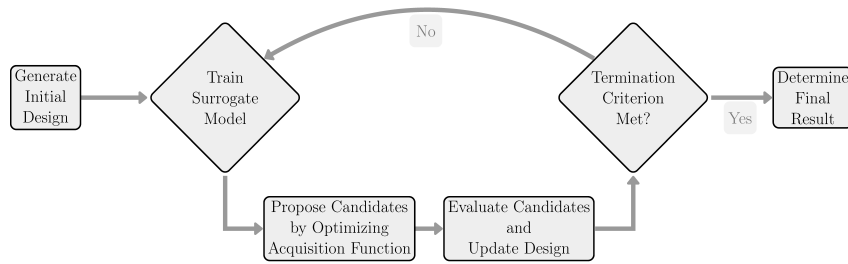 Generate
Initial
Design
Train
Surrogate
Model
No
Termination
Criterion
Met?
Yes
Determine
Final
Result
Propose Candidates
by Optimizing
Acquisition Function
Evaluate Candidates
and
Update Design